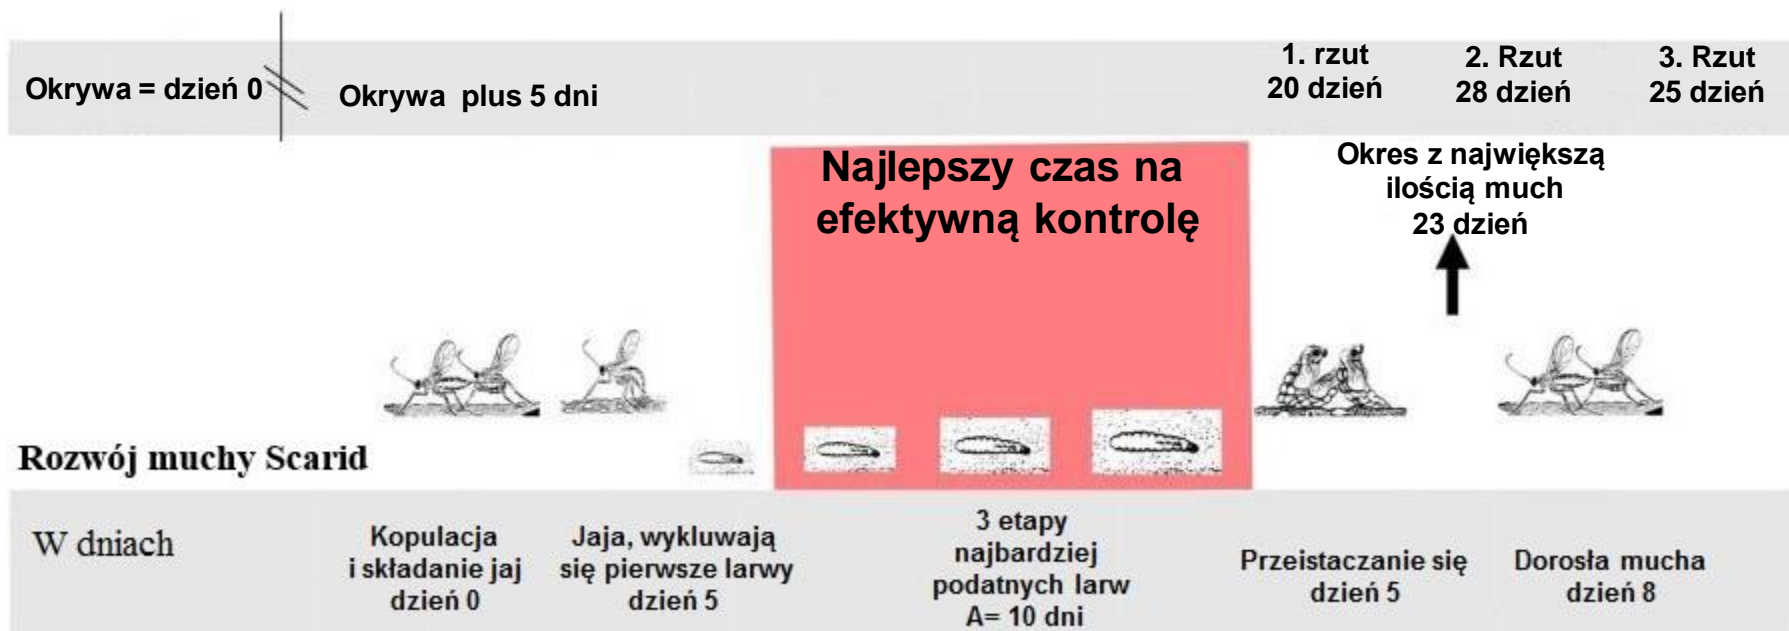 Okrywa = dzień 0
Okrywa plus 5 dni
1. rzut
20 dzień
2. Rzut
28 dzień
3. Rzut
25 dzień
Najlepszy czas na
efektywną kontrolę
Okres z największą
ilością much
23 dzień
Rozwój muchy Scarid
W dniach
Kopulacja
i składanie jaj
dzień 0
Jaja, wykluwają
się pierwsze larwy
dzień 5
3 etapy
najbardziej
podatnych larw
A= 10 dni
Przeistaczanie się
dzień 5
Dorosła mucha
dzień 8